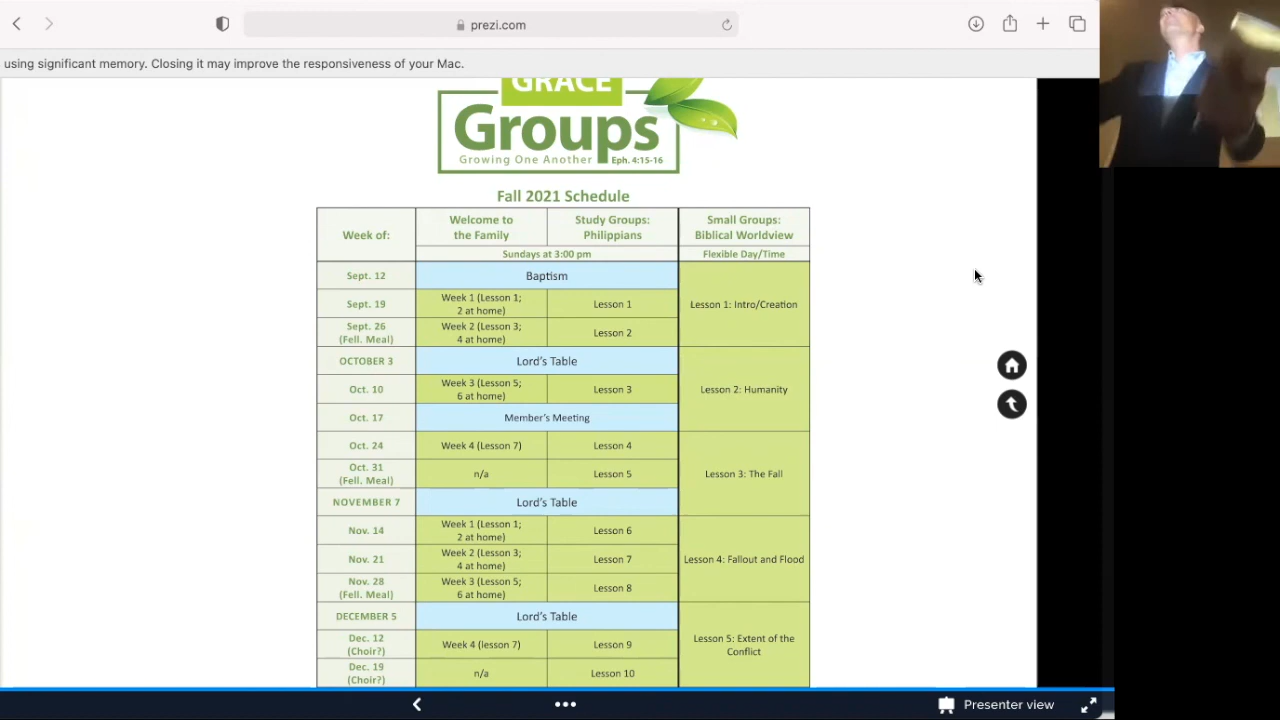 prezi.com
using significant memory. Closing it may improve the responsiveness of your Mac.
GRACE
Groups
Growing One Another Eph. 4:15-16
Fall 2021 Schedule
Week of:
Welcome to
the Family
Study Groups:
Philippians
Small Groups:
Biblical Worldview
Sundays at 3:00 pm
Flexible Day/Time
Sept. 12
Baptism
Lesson 1: Intro/Creation
Sept. 19
Week 1 (Lesson 1;
2 at home)
Lesson 1
Sept. 26
(Fell. Meal)
Week 2 (Lesson 3;
4 at home)
Lesson 2
OCTOBER 3
Lord's Table
Lesson 2: Humanity
Oct. 10
Week 3 (Lesson 5;
6 at home)
Lesson 3
Oct. 17
Member's Meeting
Oct. 24
Week 4 (Lesson 7)
Lesson 4
Lesson 3: The Fall
Oct. 31
(Fell. Meal)
n/a
Lesson 5
NOVEMBER 7
Lord's Table
Nov. 14
Week 1 (Lesson 1;
2 at home)
Lesson 6
Lesson 4: Fallout and Flood
Nov. 21
Week 2 (Lesson 3;
4 at home)
Lesson 7
Nov. 28
(Fell. Meal)
Week 3 (Lesson 5;
6 at home)
Lesson 8
DECEMBER 5
Lord's Table
Lesson 5: Extent of the
Conflict
Dec. 12
(Choir?)
Week 4 (lesson 7)
Lesson 9
Dec. 19
(Choir?)
n/a
Lesson 10
Presenter view